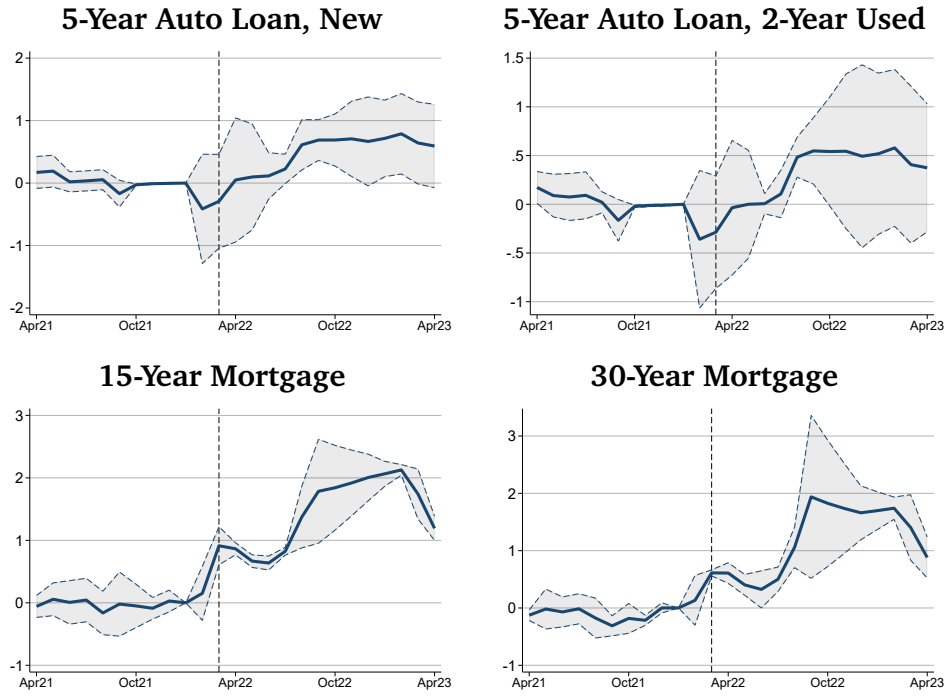 5-Year Auto Loan, New
2
1
0
-1
-2
Apr21 Oct21 Apr22 Oct22 Apr23
5-Year Auto Loan, 2-Year Used
1.5
1
.5
0
-.5
-1
Apr21 Oct21 Apr22 Oct22 Apr23
15-Year Mortgage
3
2
1
0
-1
Apr21 Oct21 Apr22 Oct22 Apr23
30-Year Mortgage
3
2
1
0
-1
Apr21 Oct21 Apr22 Oct22 Apr23